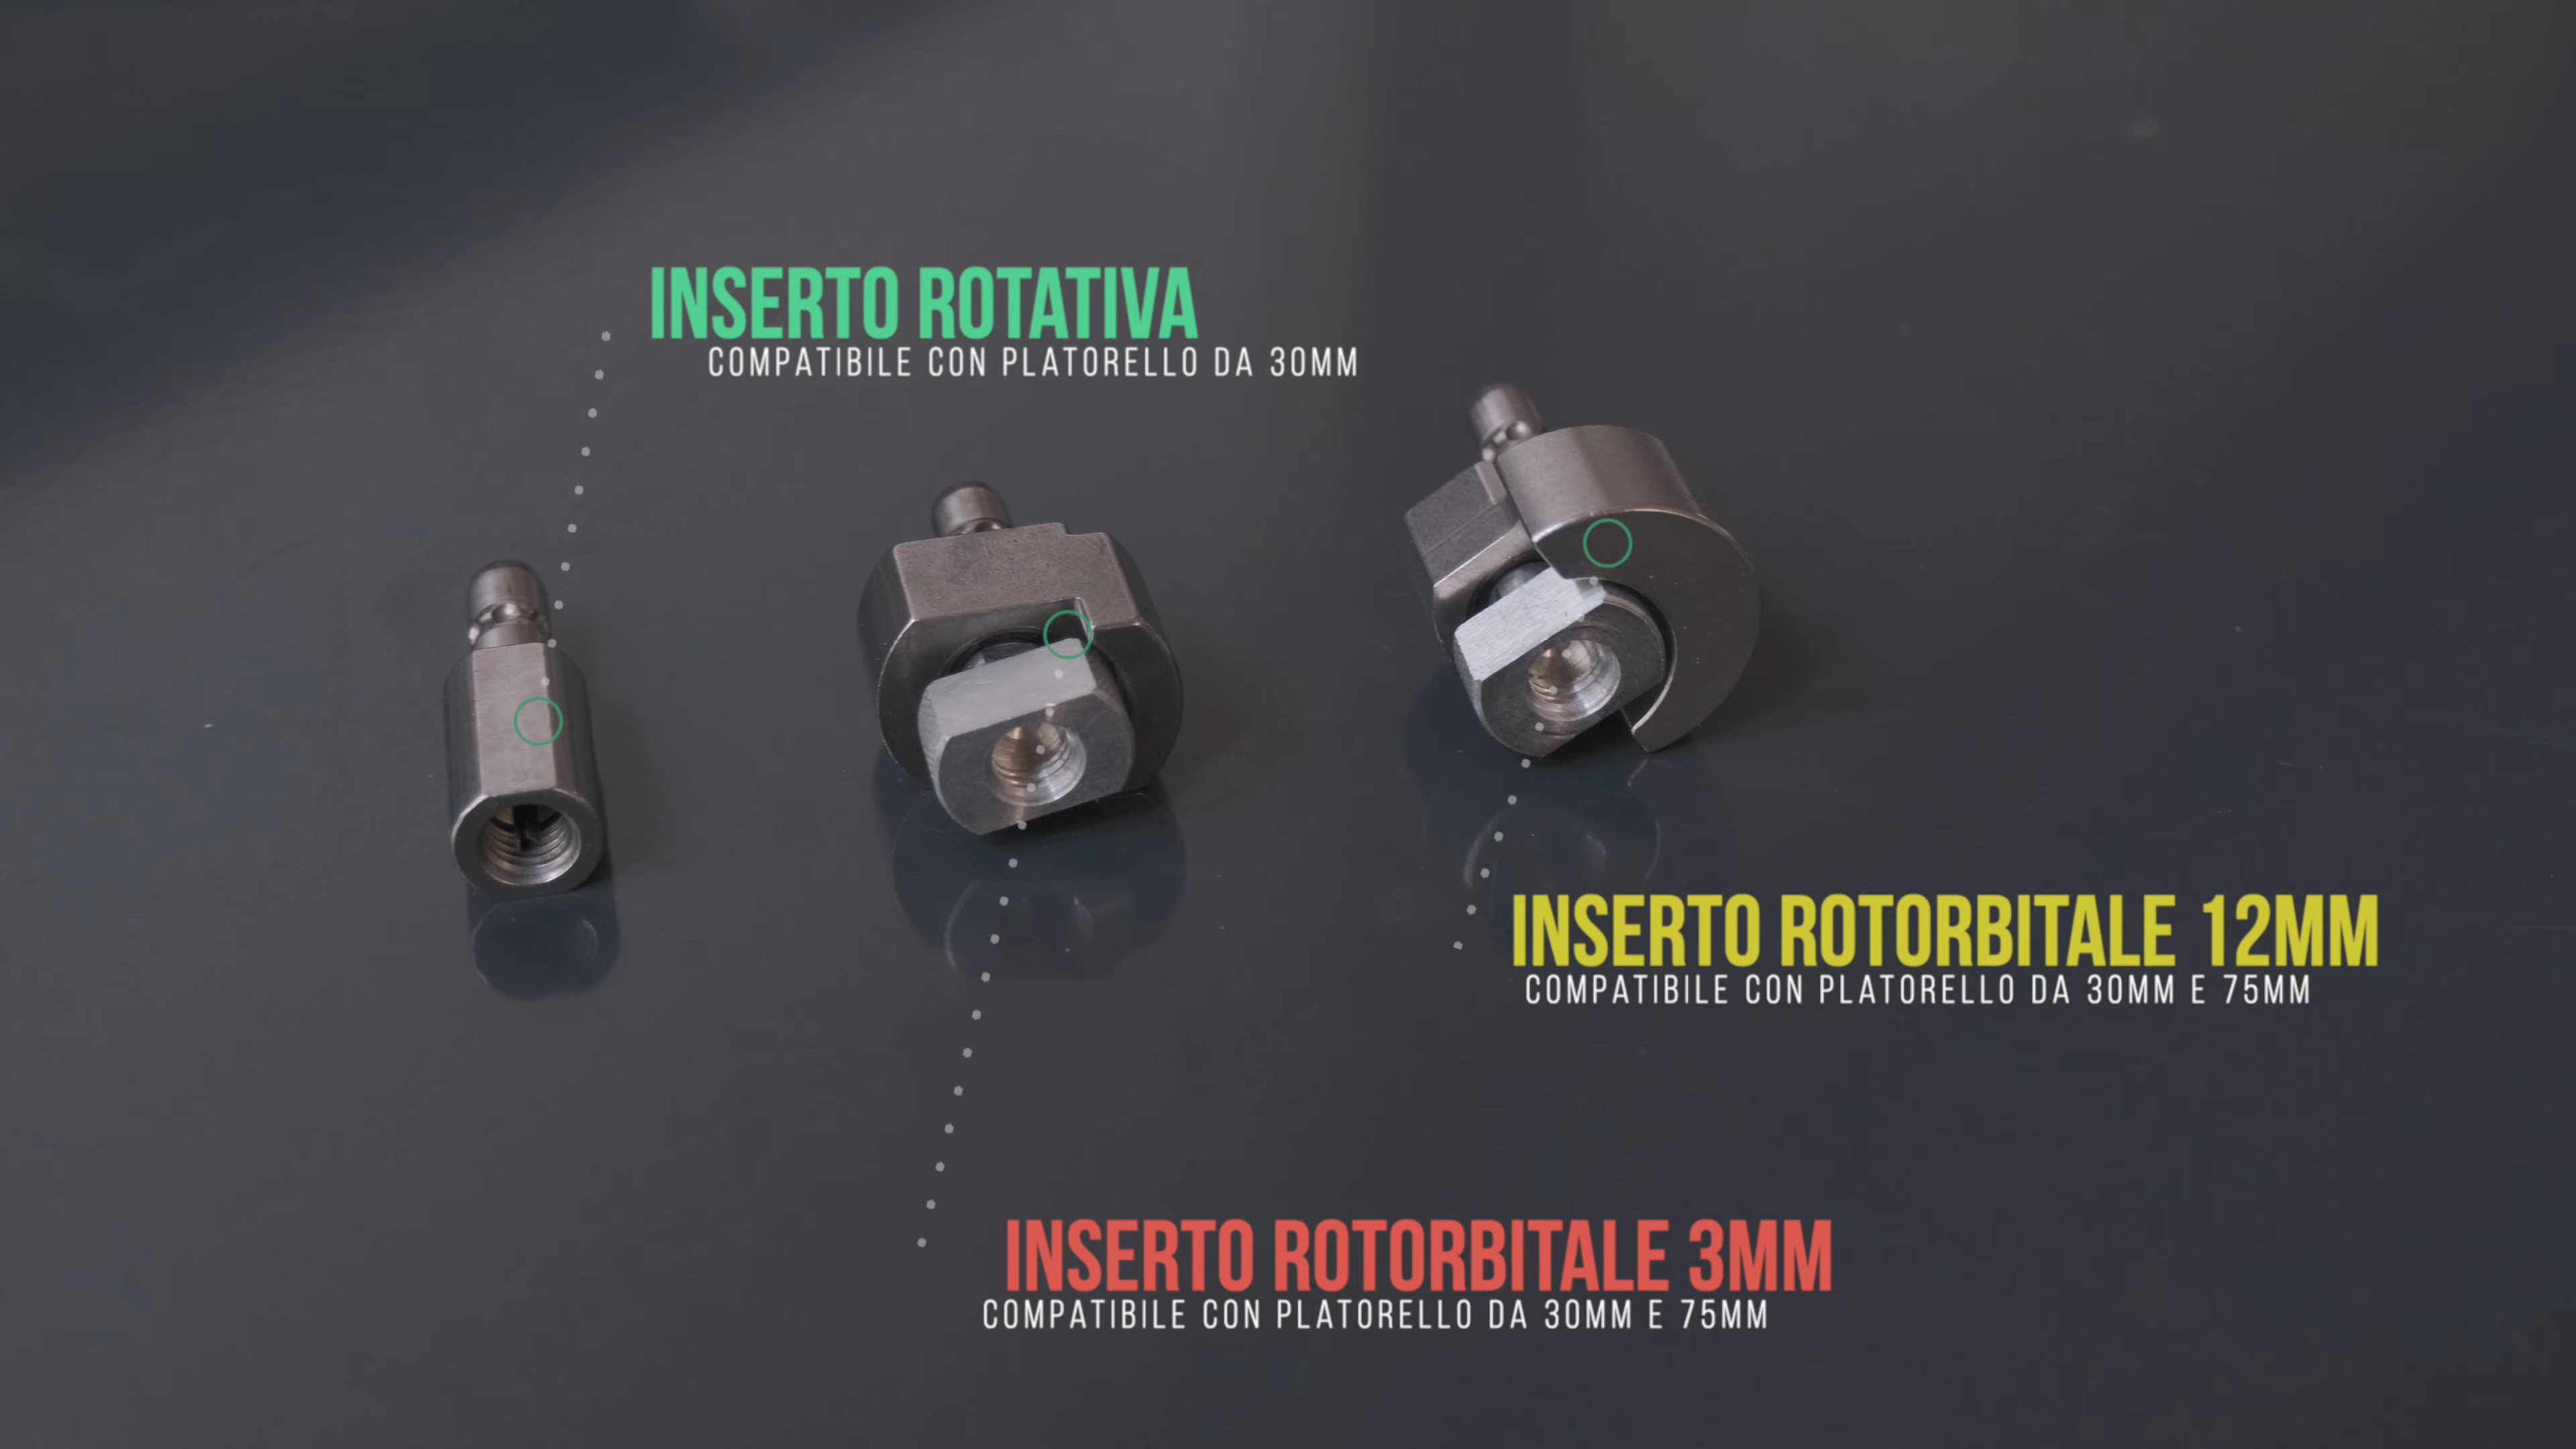 INSERTO ROTATIVA
COMPATIBILE CON PLATORELLO DA 30MM
INSERTO ROTORBITALE 12MM
COMPATIBILE CON PLATORELLO DA 30MM E 75MM
INSERTO ROTORBITALE 3MM
COMPATIBILE CON PLATORELLO DA 30MM E 75MM